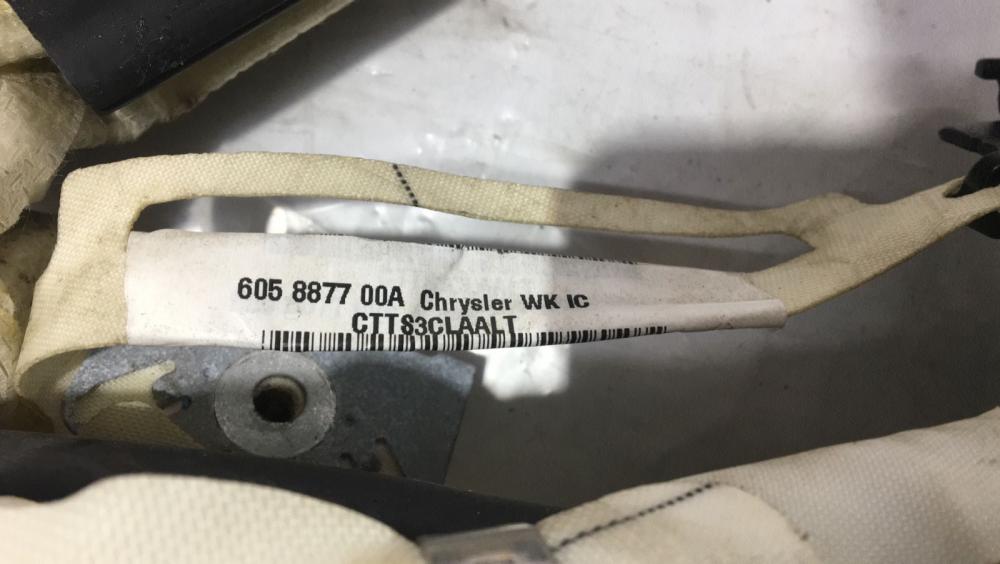 605 8877 00A Chrysler WK IC
CTTS3CLAALT